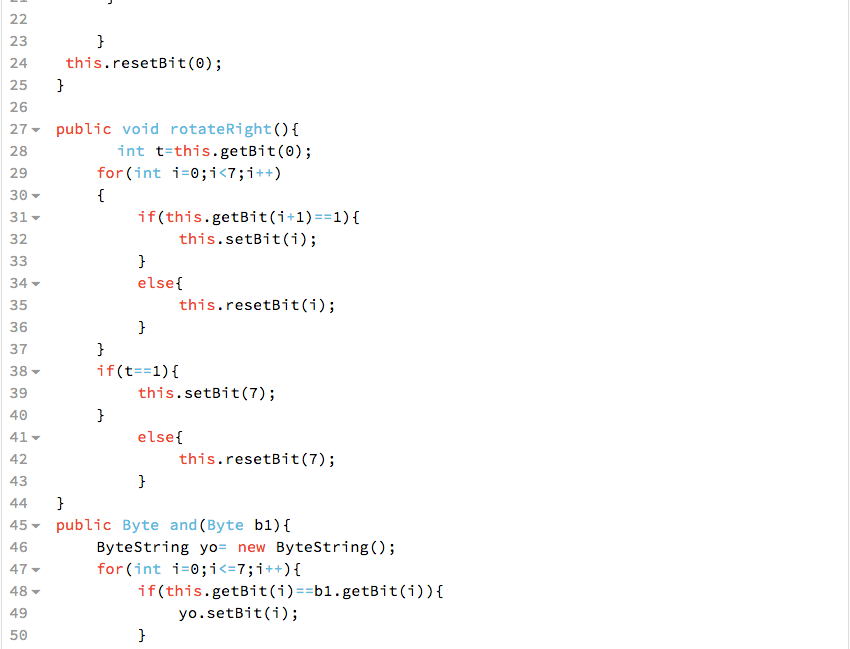 21 }
22
23 }
24 this.resetBit(0);
25 }
26
27 public void rotateRight(){
28 int t=this.getBit(0);
29 for(int i=0;i<7;i++)
30 {
31 if(this.getBit(i+1)==1){
32 this.setBit(i);
33 }
34 else{
35 this.resetBit(i);
36 }
37 }
38 if(t==1){
39 this.setBit(7);
40 }
41 else{
42 this.resetBit(7);
43 }
44 }
45 public Byte and(Byte b1){
46 ByteString yo= new ByteString();
47 for(int i=0;i<=7;i++){
48 if(this.getBit(i)==b1.getBit(i)){
49 yo.setBit(i);
50 }